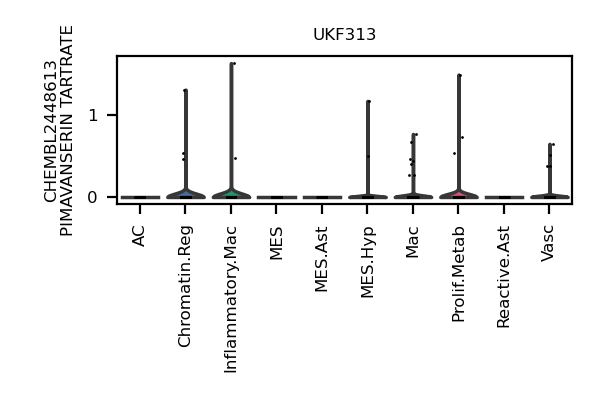 UKF313
CHEMBL2448613
PIMAVANSERIN TARTRATE
1
0
AC
Chromatin.Reg
Inflammatory.Mac
MES
MES.Ast
MES.Hyp
Mac
Prolif.Metab
Reactive.Ast
Vasc